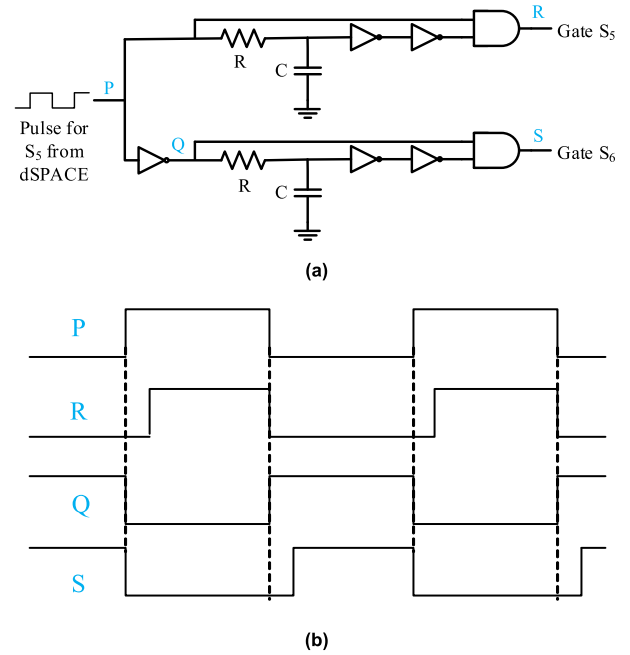 R
Gate S5
R
C
P
Pulse for
S5 from
dSPACE
Q
S
Gate S6
R
C
(a)
P
R
Q
S
(b)